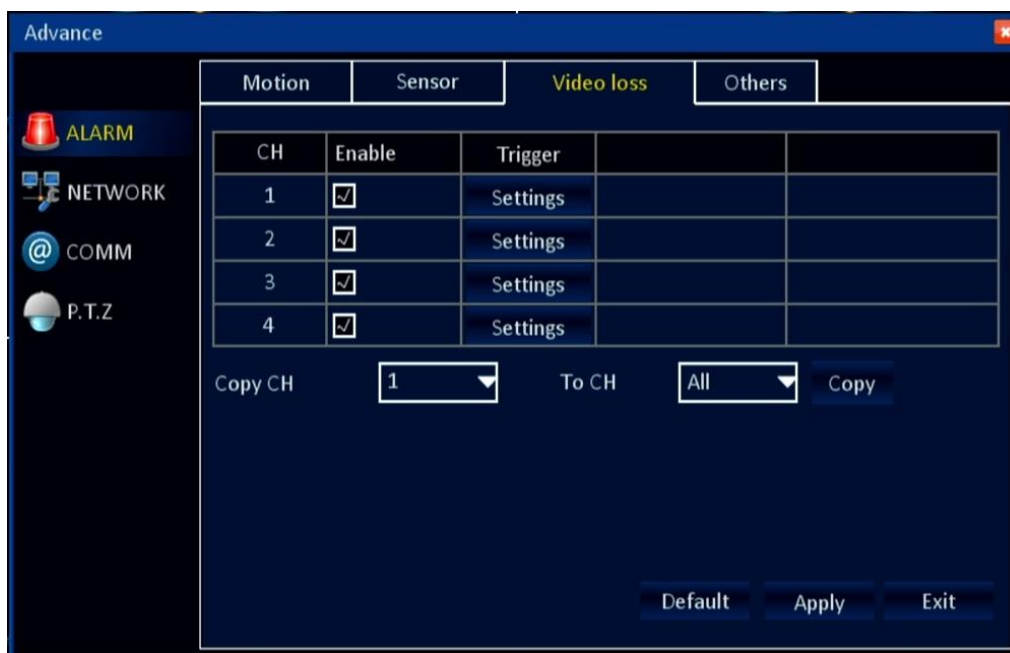 Advance
Motion Sensor Video loss Others
ALARM
NETWORK
COMM
P.T.Z
CH Enable Trigger
1 Settings
2 Settings
3 Settings
4 Settings
Copy CH 1 To CH All Copy
Default Apply Exit